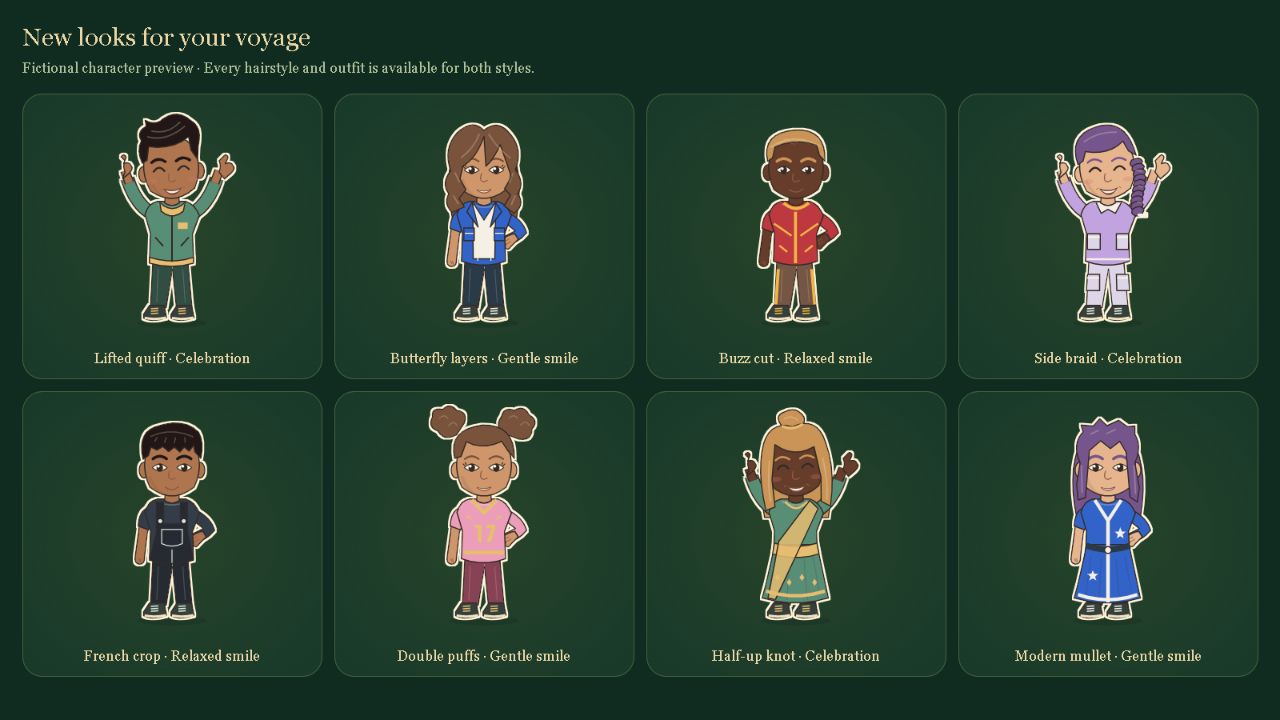 New looks for your voyage
Fictional character preview · Every hairstyle and outfit is available for both styles.
Lifted quiff · Celebration
Butterfly layers · Gentle smile
Buzz cut · Relaxed smile
Side braid · Celebration
17
French crop · Relaxed smile
Double puffs · Gentle smile
Half-up knot · Celebration
Modern mullet · Gentle smile